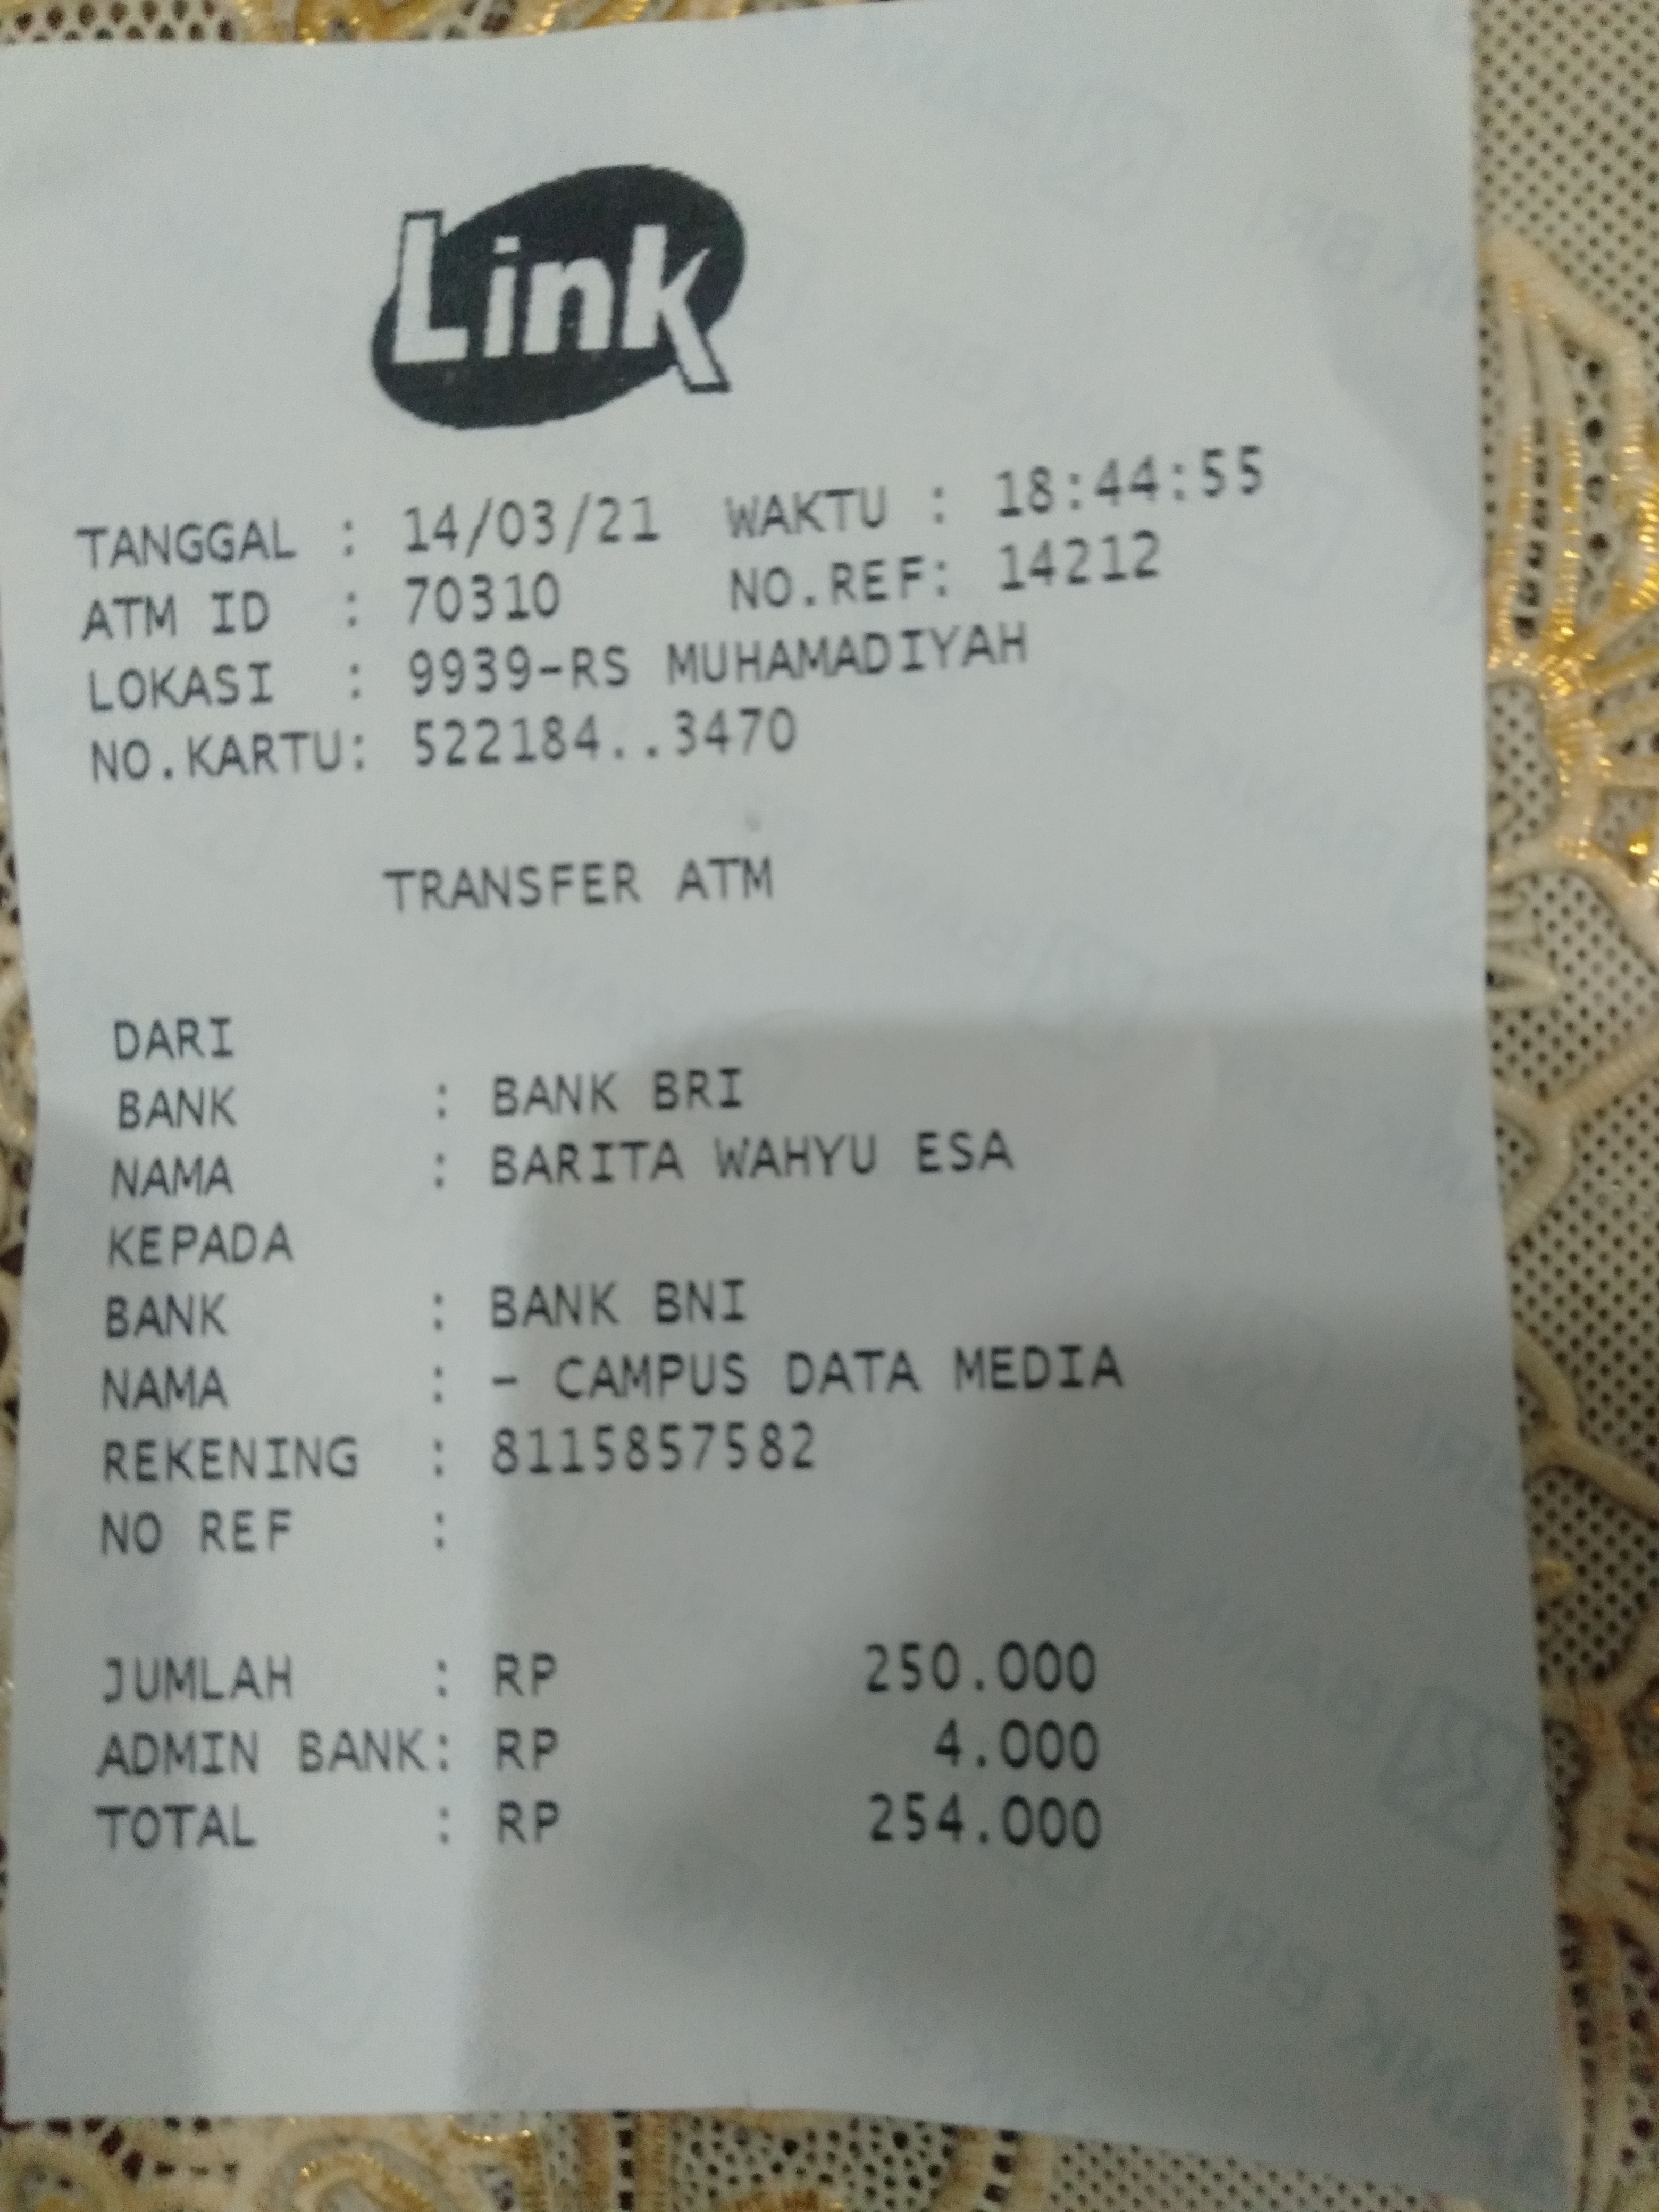 Link
TANGGAL : 14/03/21 WAKTU : 18:44:55
ATM ID : 70310 NO.REF: 14212
LOKASI : 9939-RS MUHAMADIYAH
NO.KARTU: 522184..3470
TRANSFER ATM
DARI
BANK : BANK BRI
NAMA : BARITA WAHYU ESA
KEPADA
BANK : BANK BNI
NAMA : - CAMPUS DATA MEDIA
REKENING : 8115857582
NO REF :
JUMLAH : RP 250.000
ADMIN BANK: RP 4.000
TOTAL : RP 254.000